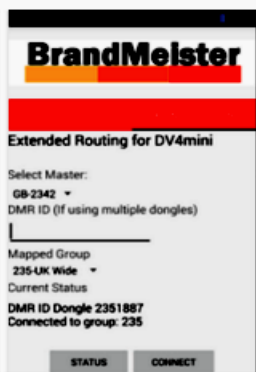 BrandMeister
Extended Routing for DV4mini
Select Master:
GB-2342
DMR ID (If using multiple dongles)
Mapped Group
235-UK Wide
Current Status
DMR ID Dongle 2351887
Connected to group: 235
STATUS CONNECT